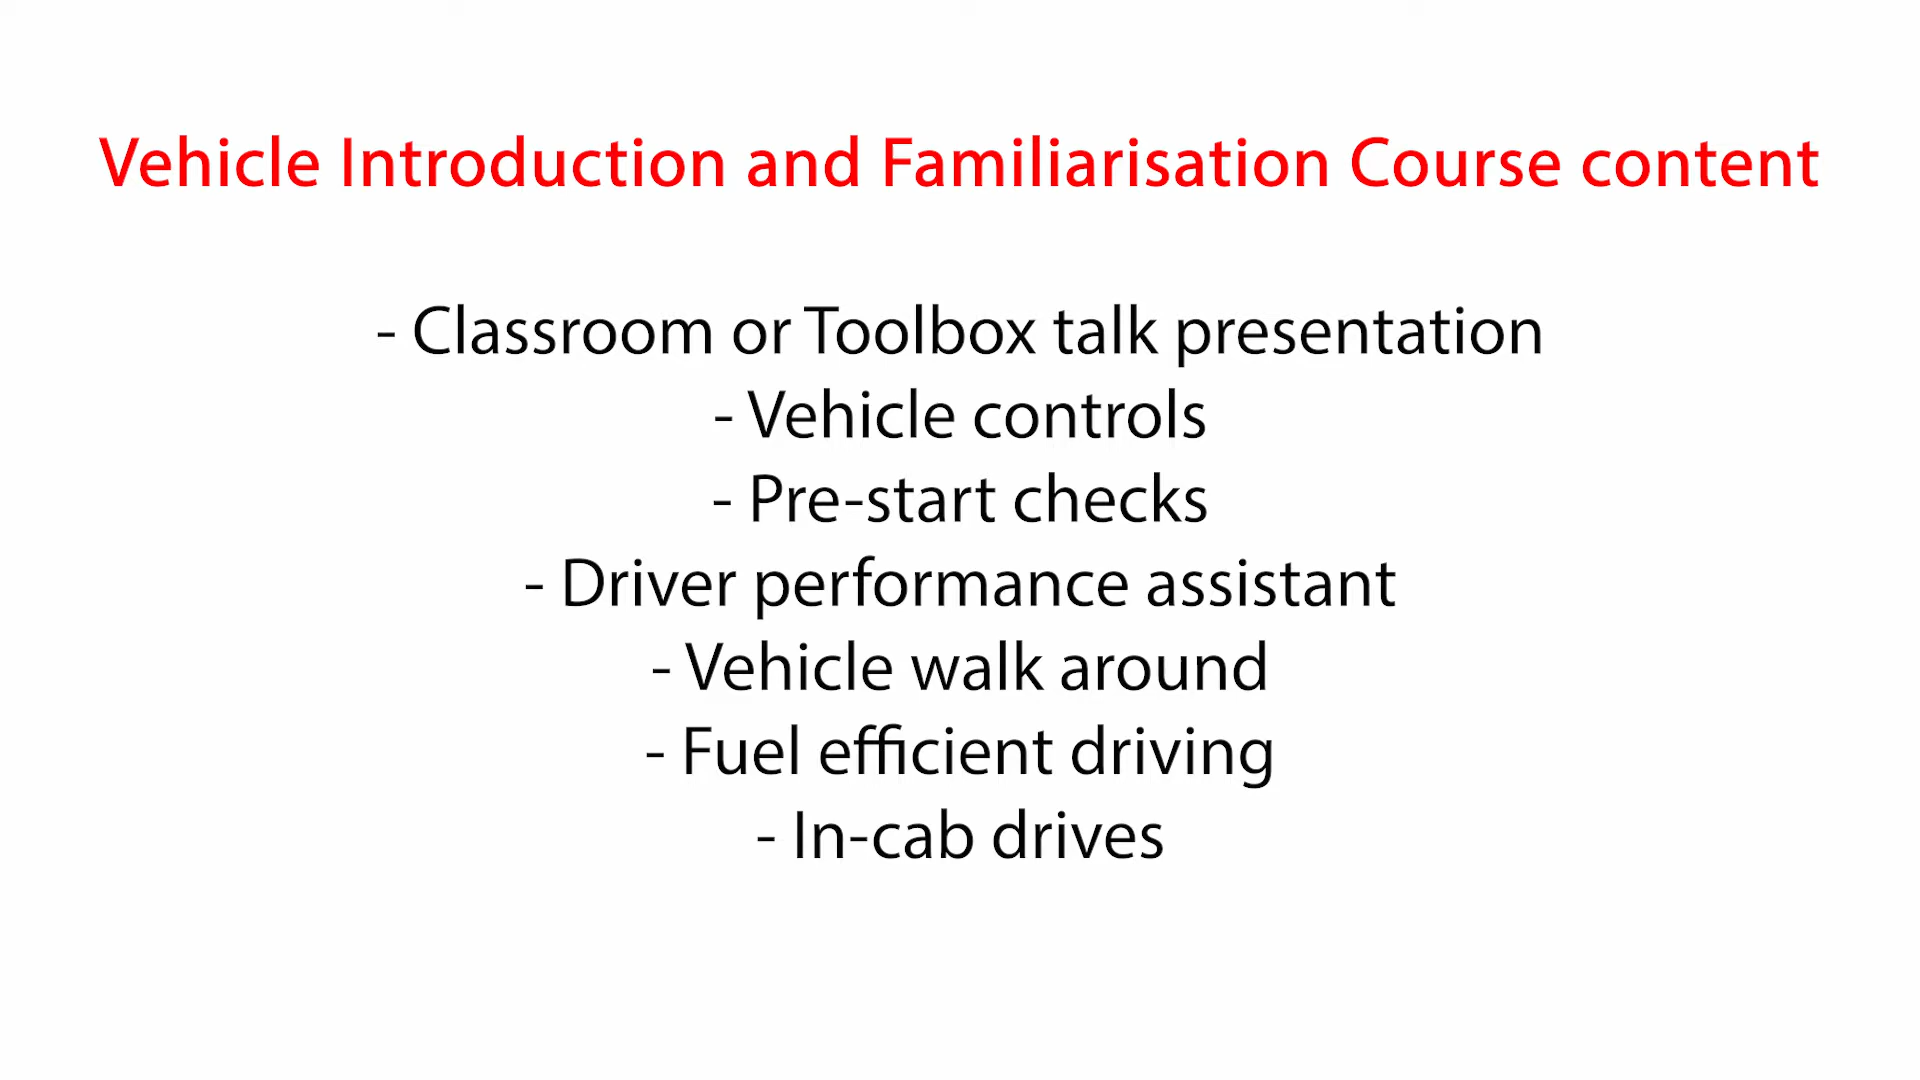 Vehicle Introduction and Familiarisation Course content
- Classroom or Toolbox talk presentation
- Vehicle controls
- Pre-start checks
- Driver performance assistant
- Vehicle walk around
- Fuel efficient driving
- In-cab drives